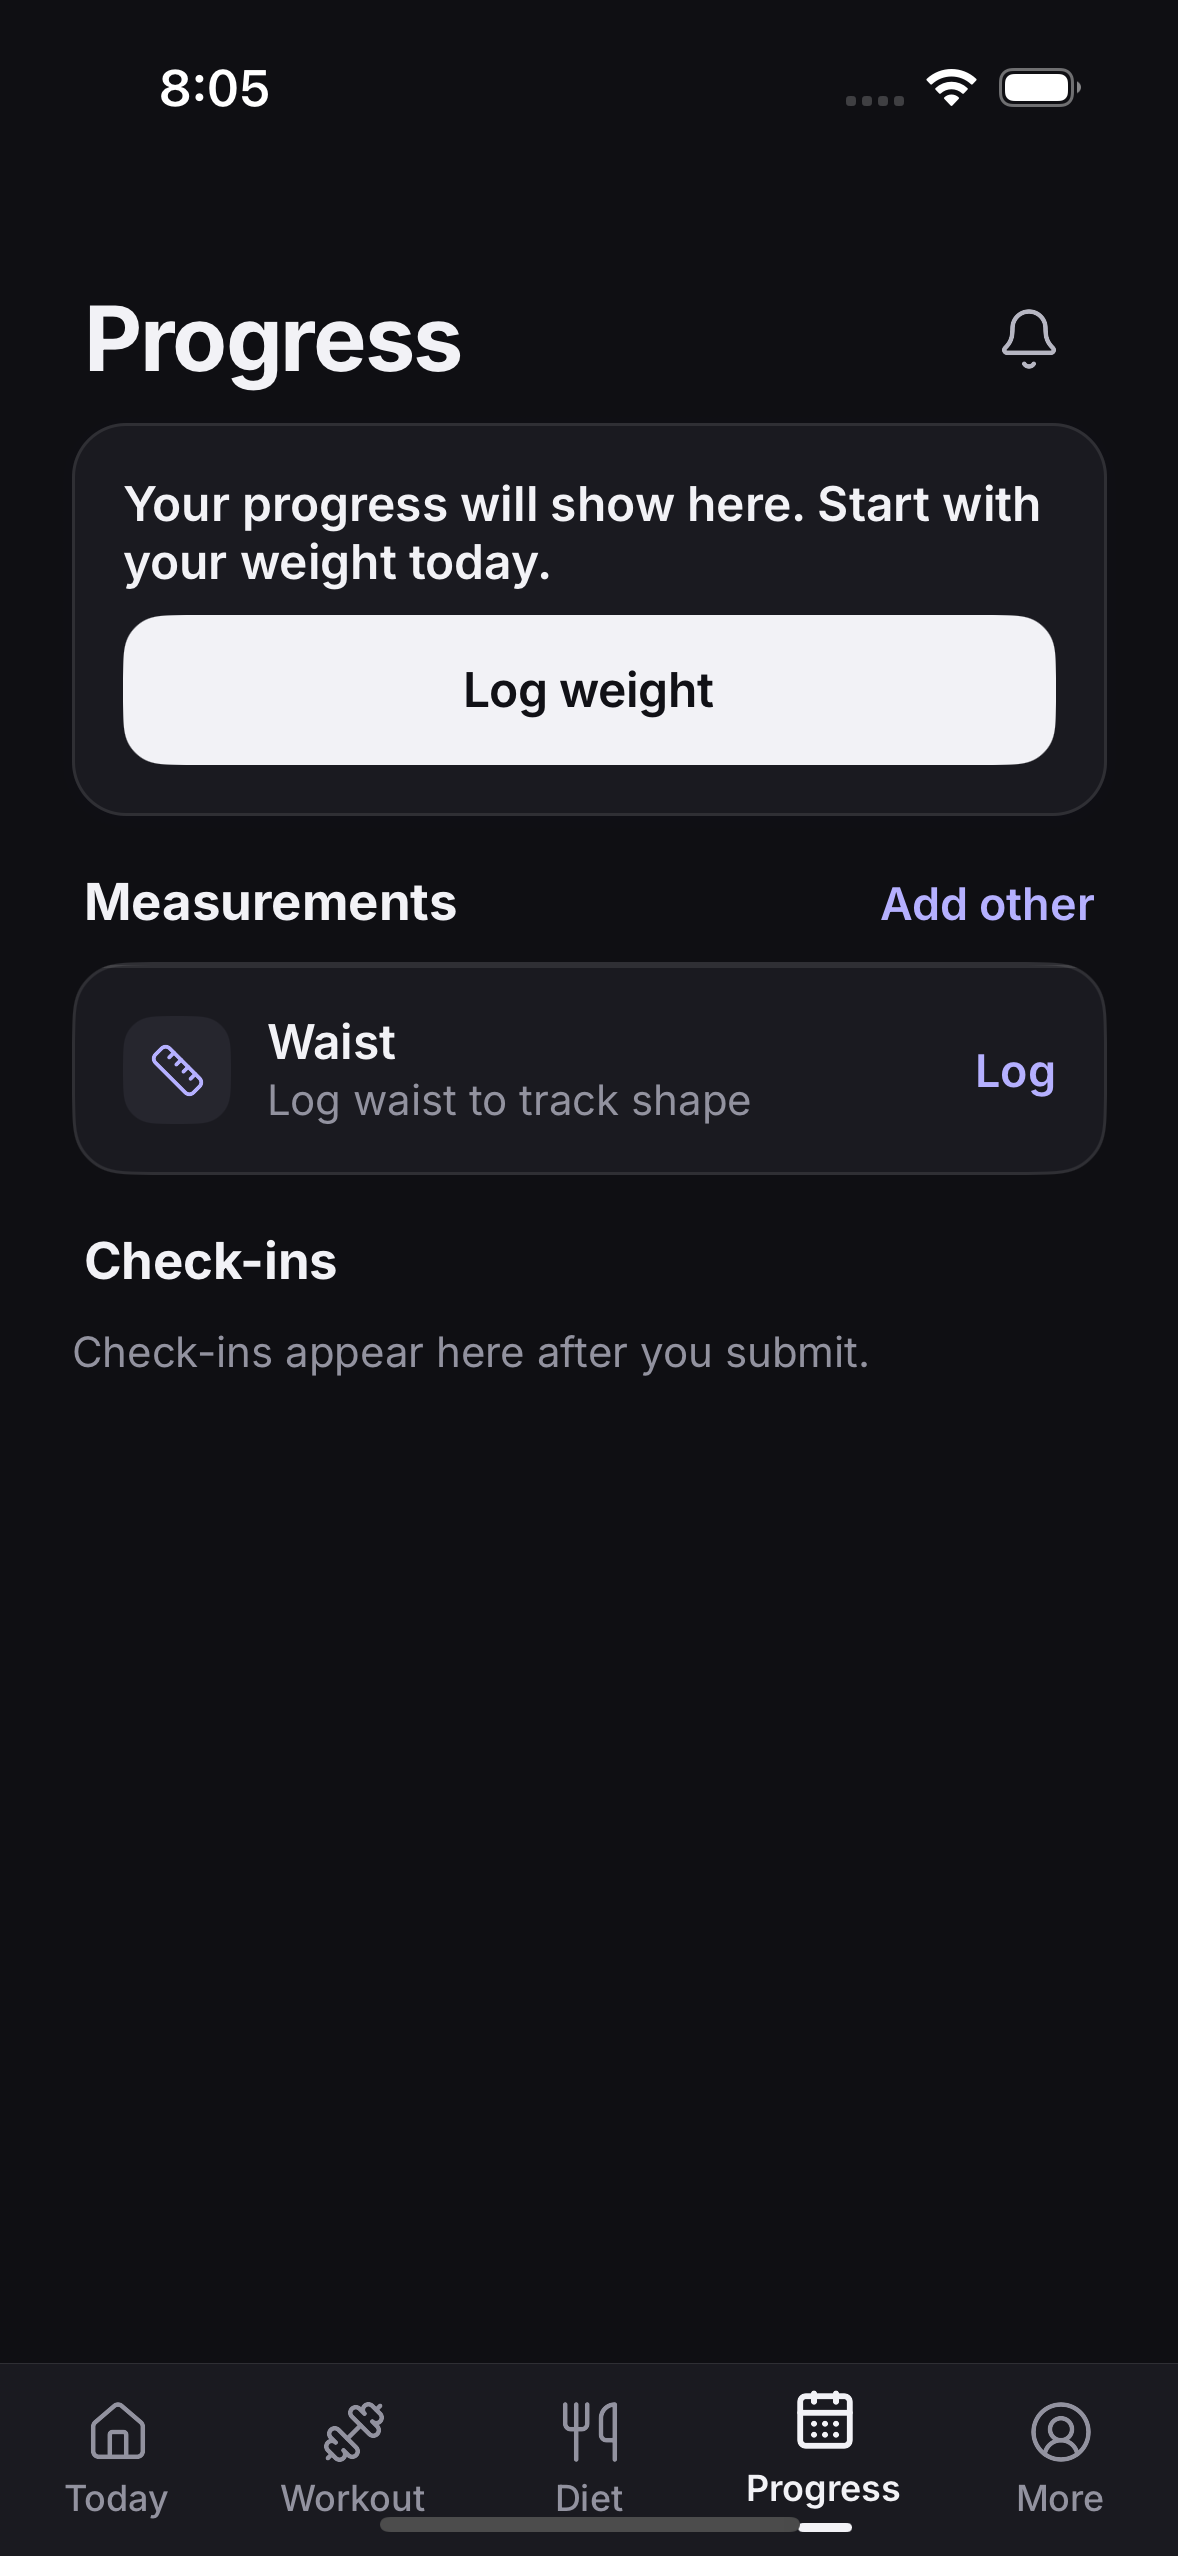 8:05
Progress
Your progress will show here. Start with
your weight today.
Log weight
Measurements
Add other
Waist
Log waist to track shape
Log
Check-ins
Check-ins appear here after you submit.
Today
Workout
Diet
Progress
More